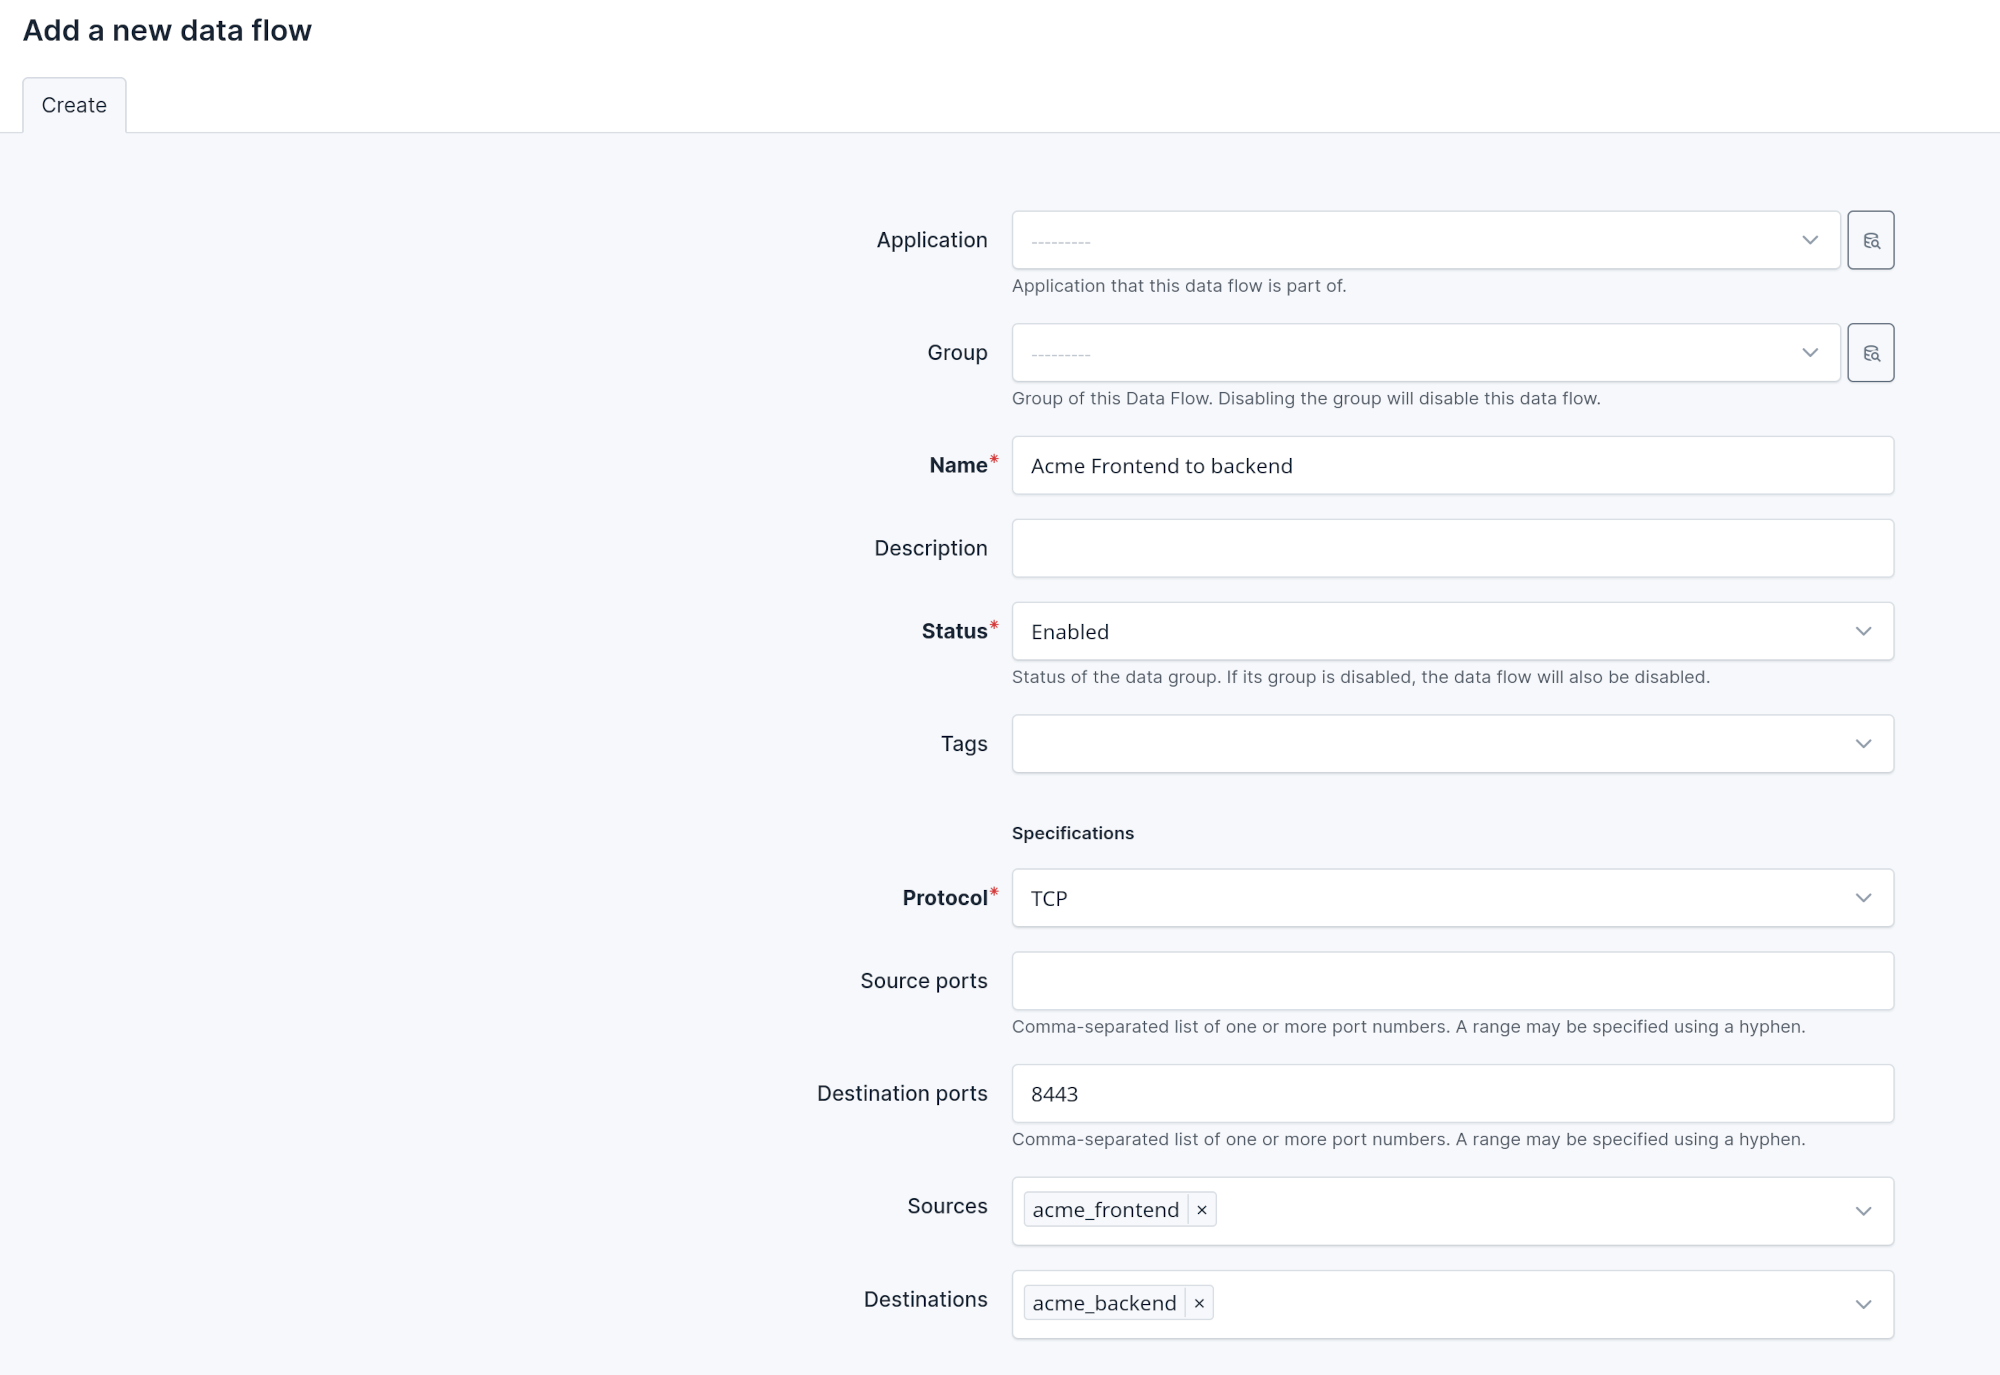 Add a new data flow
Create
Application
---------
Application that this data flow is part of.
Group
---------
Group of this Data Flow. Disabling the group will disable this data flow.
Name*
Acme Frontend to backend
Description
Status*
Enabled
Status of the data group. If its group is disabled, the data flow will also be disabled.
Tags
Specifications
Protocol*
TCP
Source ports
Comma-separated list of one or more port numbers. A range may be specified using a hyphen.
Destination ports
8443
Comma-separated list of one or more port numbers. A range may be specified using a hyphen.
Sources
acme_frontend ×
Destinations
acme_backend ×